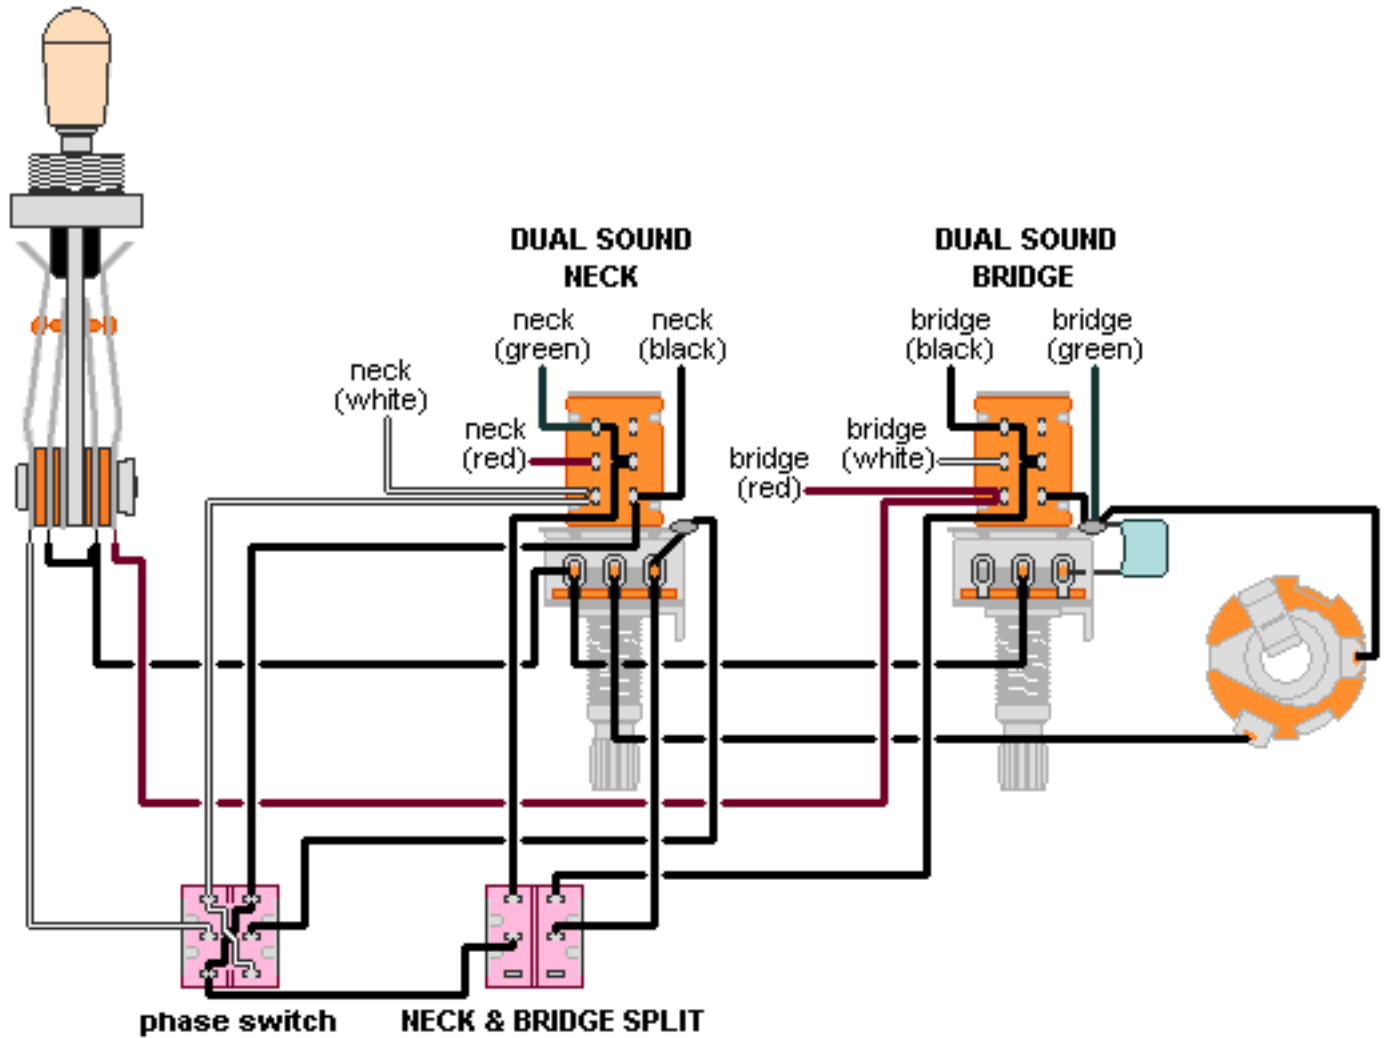 DUAL SOUND
NECK
DUAL SOUND
BRIDGE
neck
(green)
neck
(black)
bridge
(black)
bridge
(green)
neck
(white)
neck
(red)
bridge
(white)
bridge
(red)
phase switch
NECK & BRIDGE SPLIT